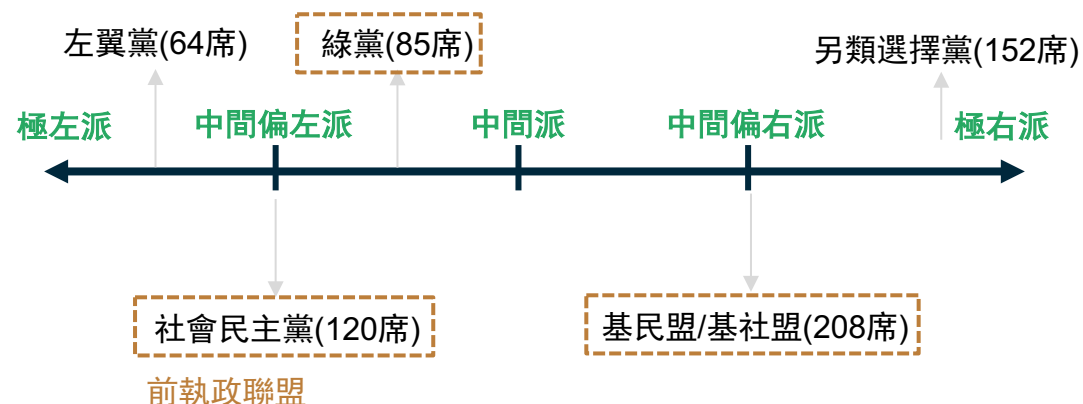 左翼黨(64席)
綠黨(85席)
另類選擇黨(152席)
極左派
中間偏左派
中間派
中間偏右派
極右派
社會民主黨(120席)
基民盟/基社盟(208席)
前執政聯盟